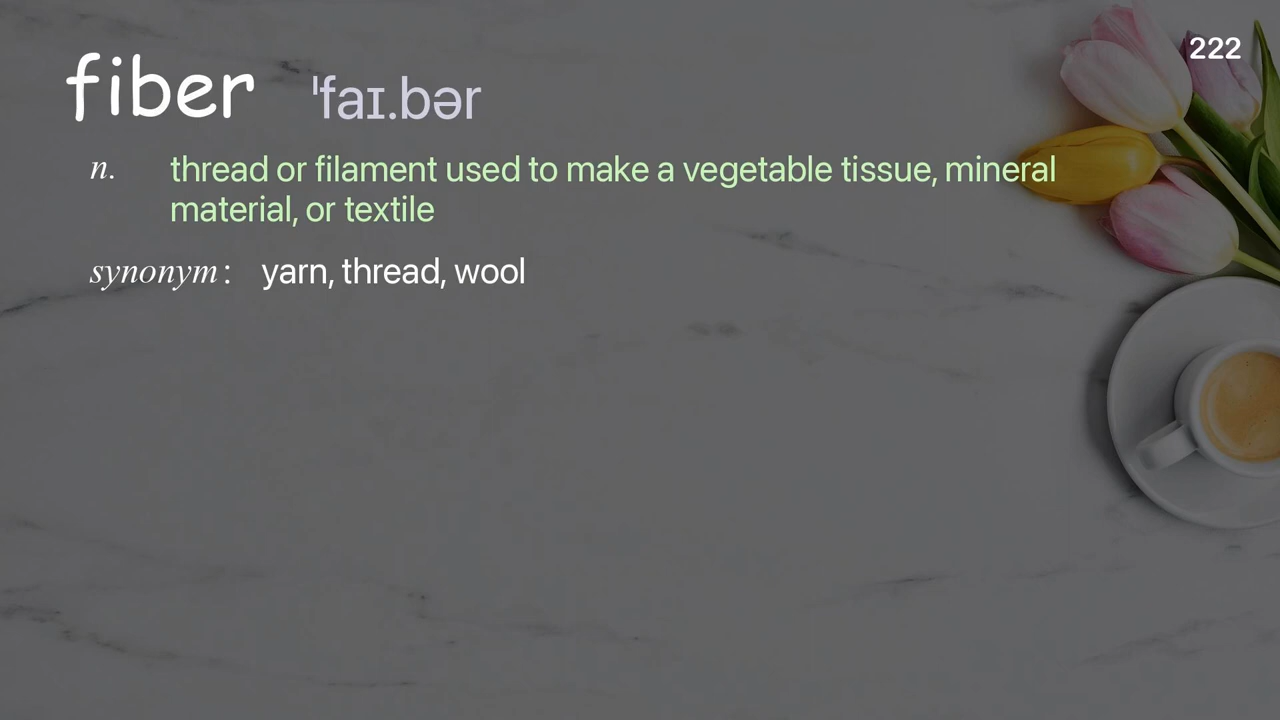 222
fiber ˈfaɪ.bər
n. thread or filament used to make a vegetable tissue, mineral
material, or textile
synonym: yarn, thread, wool